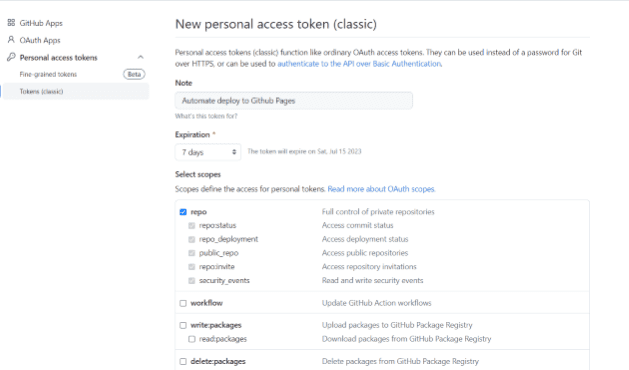 GitHub Apps
OAuth Apps
Personal access tokens
Fine-grained tokens Beta
Tokens (classic)
New personal access token (classic)
Personal access tokens (classic) function like ordinary OAuth access tokens. They can be used instead of a password for Git
over HTTPS, or can be used to authenticate to the API over Basic Authentication.
Note
Automate deploy to Github Pages
What's this token for?
Expiration *
7 days The token will expire on Sat, Jul 15 2023
Select scopes
Scopes define the access for personal tokens. Read more about OAuth scopes.
repo Full control of private repositories
repo:status Access commit status
repo_deployment Access deployment status
public_repo Access public repositories
repo:invite Access repository invitations
security_events Read and write security events
workflow Update GitHub Action workflows
write:packages Upload packages to GitHub Package Registry
read:packages Download packages from GitHub Package Registry
delete:packages Delete packages from GitHub Package Registry